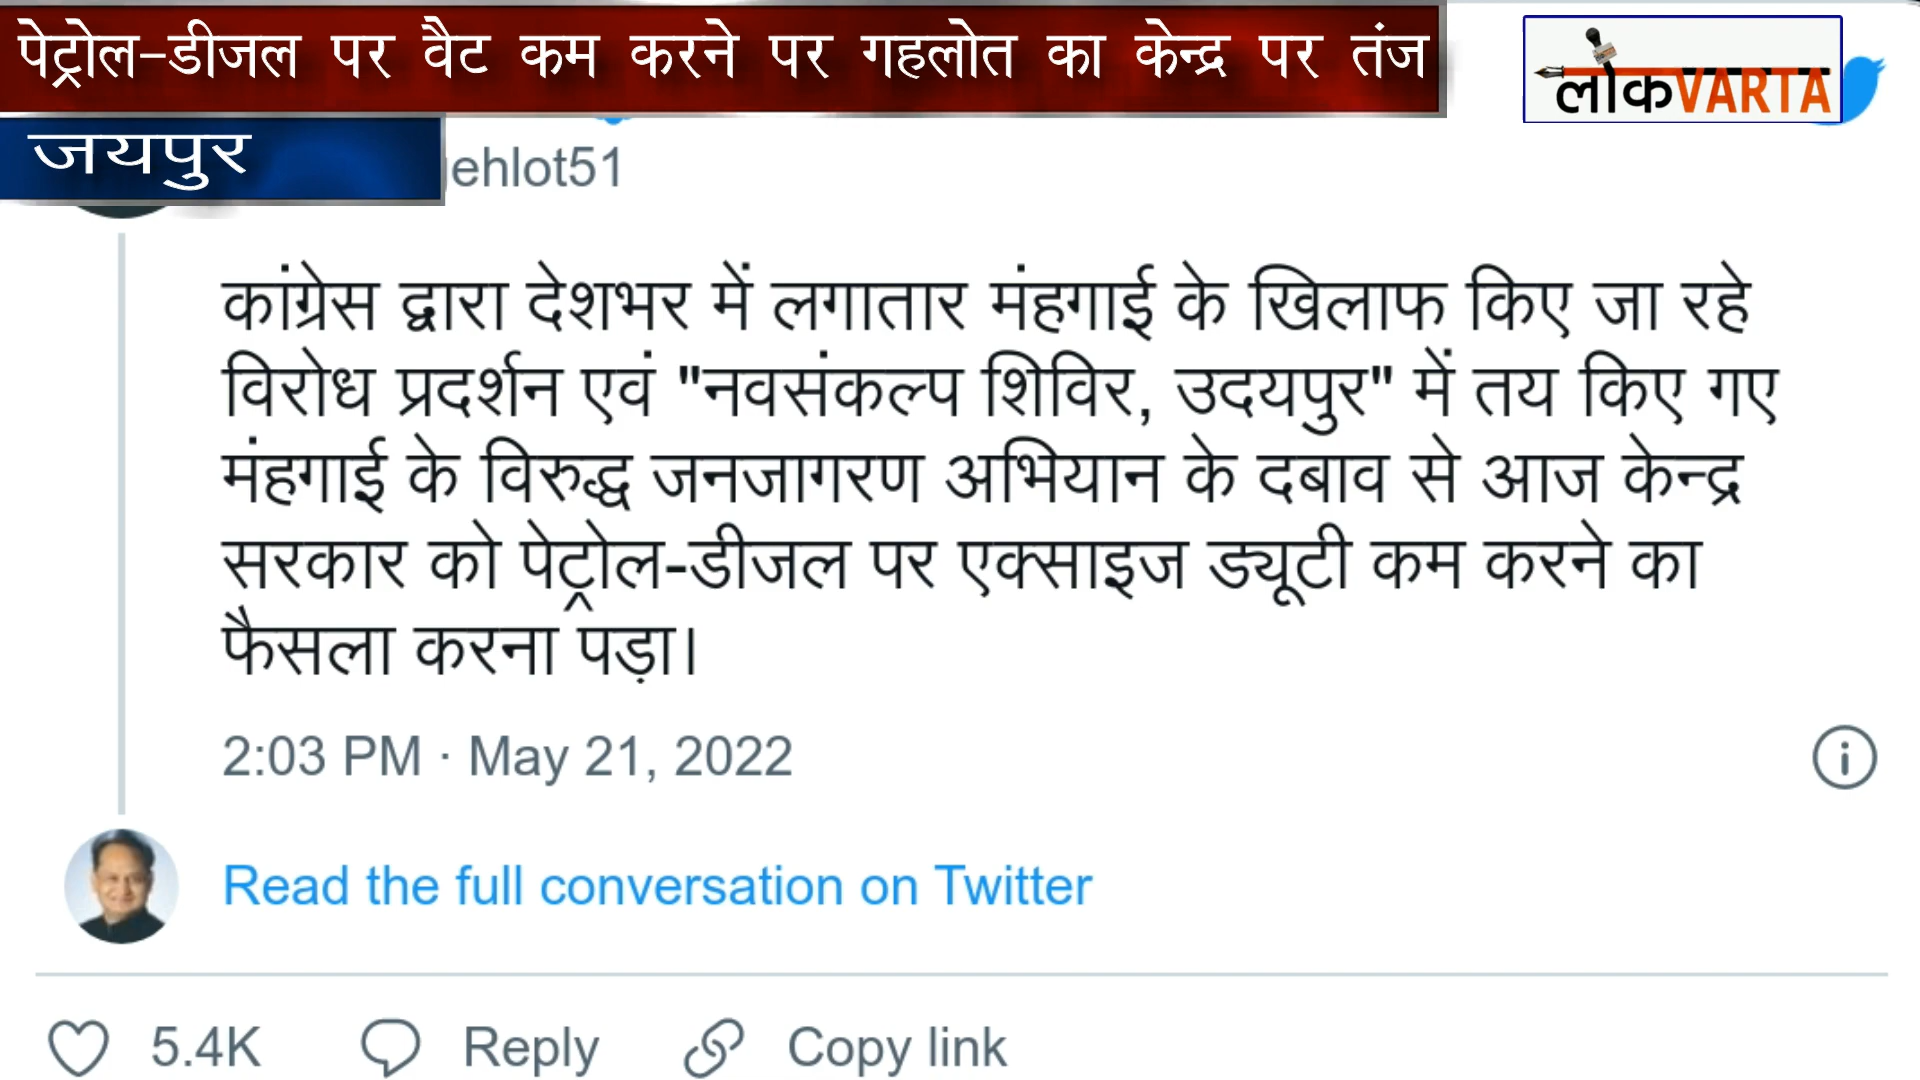 पेट्रोल-डीजल पर वैट कम करने पर गहलोत का केन्द्र पर तंज
लोकVARTA
जयपुर
ehlot51
कांग्रेस द्वारा देशभर में लगातार मंहगाई के खिलाफ किए जा रहे
विरोध प्रदर्शन एवं "नवसंकल्प शिविर, उदयपुर" में तय किए गए
मंहगाई के विरुद्ध जनजागरण अभियान के दबाव से आज केन्द्र
सरकार को पेट्रोल-डीजल पर एक्साइज ड्यूटी कम करने का
फैसला करना पड़ा।
2:03 PM · May 21, 2022
Read the full conversation on Twitter
5.4K Reply Copy link